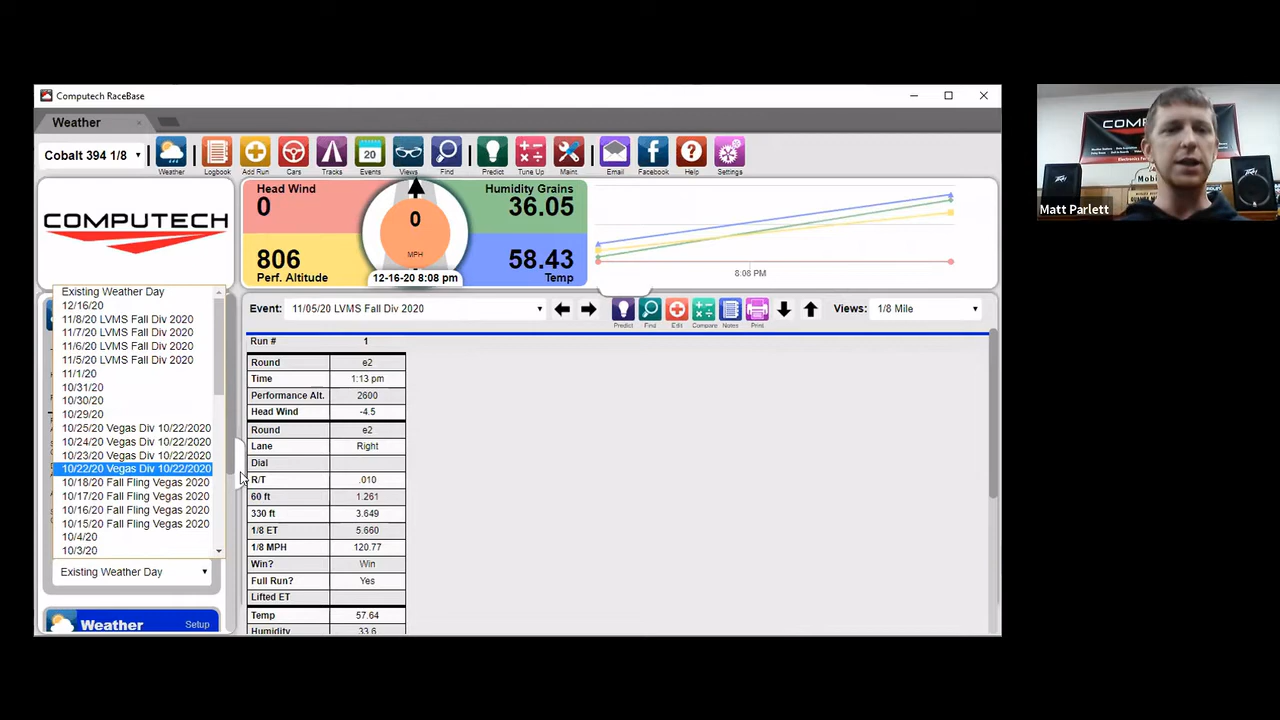 Computech RaceBase
Weather
Cobalt 394 1/8
Weather
Logbook
Add Run
Cars
Tracks
20
Events
Views
Find
Predict
Tune Up
Maint
Email
Facebook
Help
Settings
COMPUTECH
Head Wind
0
806
Perf. Altitude
0
MPH
12-16-20 8:08 pm
Humidity Grains
36.05
58.43
Temp
8:08 PM
Matt Parlett
Existing Weather Day
12/16/20
11/8/20 LVMS Fall Div 2020
11/7/20 LVMS Fall Div 2020
11/6/20 LVMS Fall Div 2020
11/5/20 LVMS Fall Div 2020
11/1/20
10/31/20
10/30/20
10/29/20
10/25/20 Vegas Div 10/22/2020
10/24/20 Vegas Div 10/22/2020
10/23/20 Vegas Div 10/22/2020
10/22/20 Vegas Div 10/22/2020
10/18/20 Fall Fling Vegas 2020
10/17/20 Fall Fling Vegas 2020
10/16/20 Fall Fling Vegas 2020
10/15/20 Fall Fling Vegas 2020
10/4/20
10/3/20
Existing Weather Day
Weather Setup
Event: 11/05/20 LVMS Fall Div 2020
Predict
Find
Edit
Compare
Notes
Print
Views: 1/8 Mile
Run # 1
Round e2
Time 1:13 pm
Performance Alt. 2600
Head Wind -4.5
Round e2
Lane Right
Dial
R/T .010
60 ft 1.261
330 ft 3.649
1/8 ET 5.660
1/8 MPH 120.77
Win? Win
Full Run? Yes
Lifted ET
Temp 57.64
Humidity 33.6